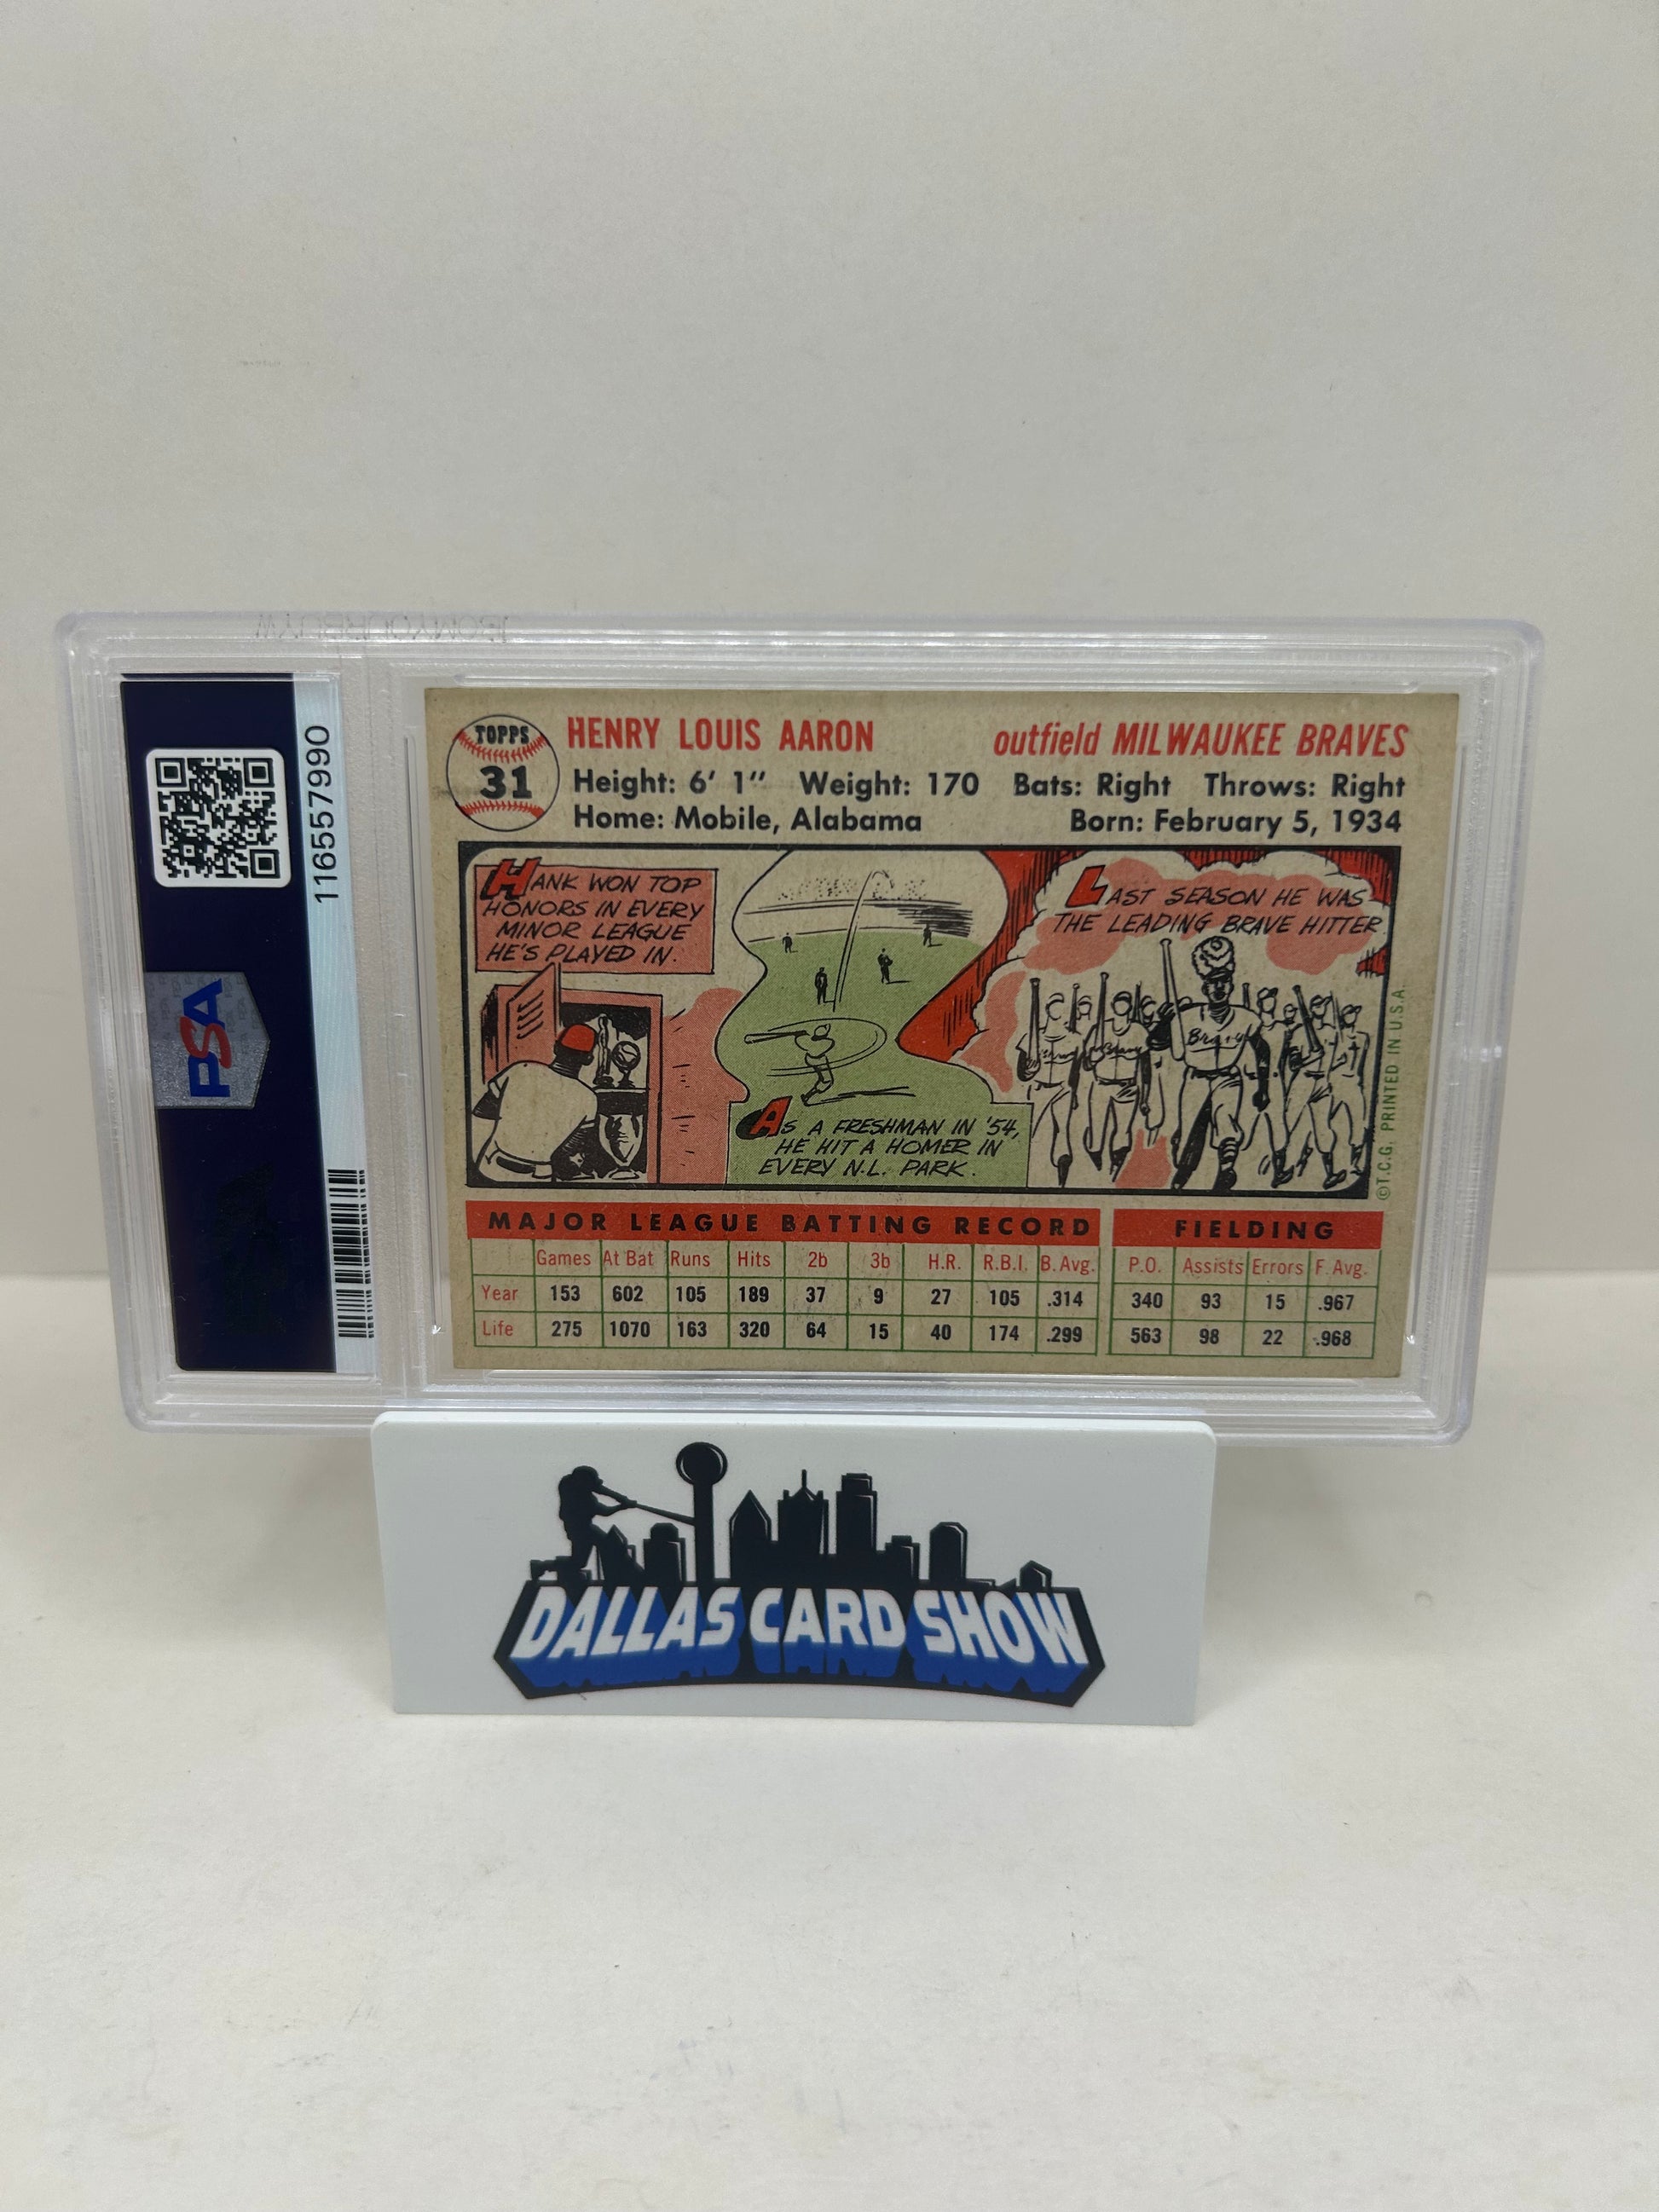 116557990
PSA
TOPPS
31
HENRY LOUIS AARON
outfield MILWAUKEE BRAVES
Height: 6' 1" Weight: 170 Bats: Right Throws: Right
Home: Mobile, Alabama
Born: February 5, 1934
HANK WON TOP
HONORS IN EVERY
MINOR LEAGUE
HE'S PLAYED IN.
AS A FRESHMAN IN '54,
HE HIT A HOMER IN
EVERY N.L. PARK.
LAST SEASON HE WAS
THE LEADING BRAVE HITTER.
Braves
©T.C.G. PRINTED IN U.S.A.
MAJOR LEAGUE BATTING RECORD
Games At Bat Runs Hits 2b 3b H.R. R.B.I. B. Avg.
Year 153 602 105 189 37 9 27 105 .314
Life 275 1070 163 320 64 15 40 174 .299
FIELDING
P.O. Assists Errors F. Avg.
340 93 15 .967
563 98 22 .968
DALLAS CARD SHOW